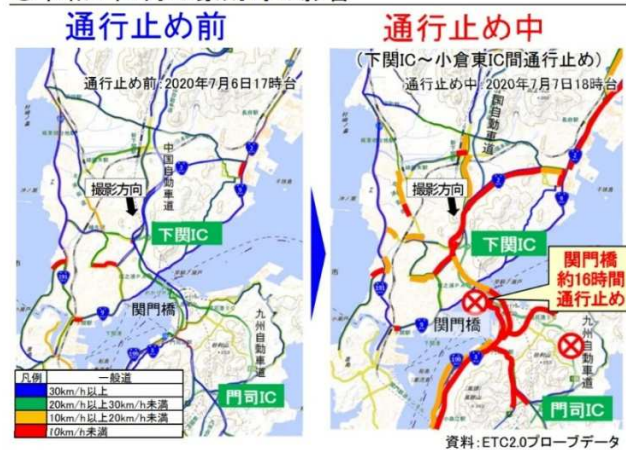 通行止め前
通行止め前：2020年7月6日17時台
中国自動車道
撮影方向
下関IC
関門橋
九州自動車道
門司IC
凡例 一般道
30km/h以上
20km/h以上30km/h未満
10km/h以上20km/h未満
10km/h未満
通行止め中
(下関IC～小倉東IC間通行止め)
通行止め中：2020年7月7日18時台
国自動車道
撮影方向
下関IC
関門橋
約16時間
通行止め
関門橋
九州自動車道
門司IC
資料：ETC2.0プローブデータ